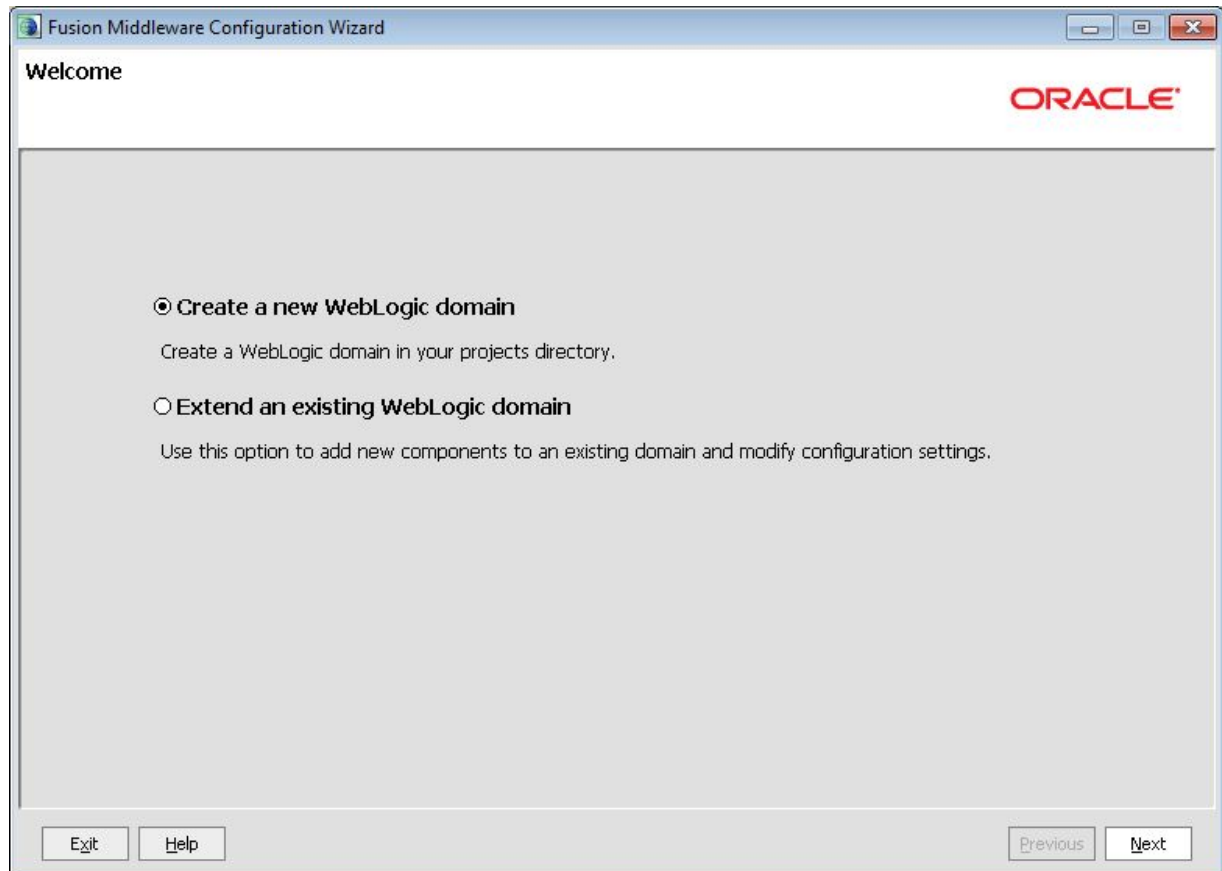 Fusion Middleware Configuration Wizard
Welcome
ORACLE
Create a new WebLogic domain
Create a WebLogic domain in your projects directory.
Extend an existing WebLogic domain
Use this option to add new components to an existing domain and modify configuration settings.
Exit Help Previous Next